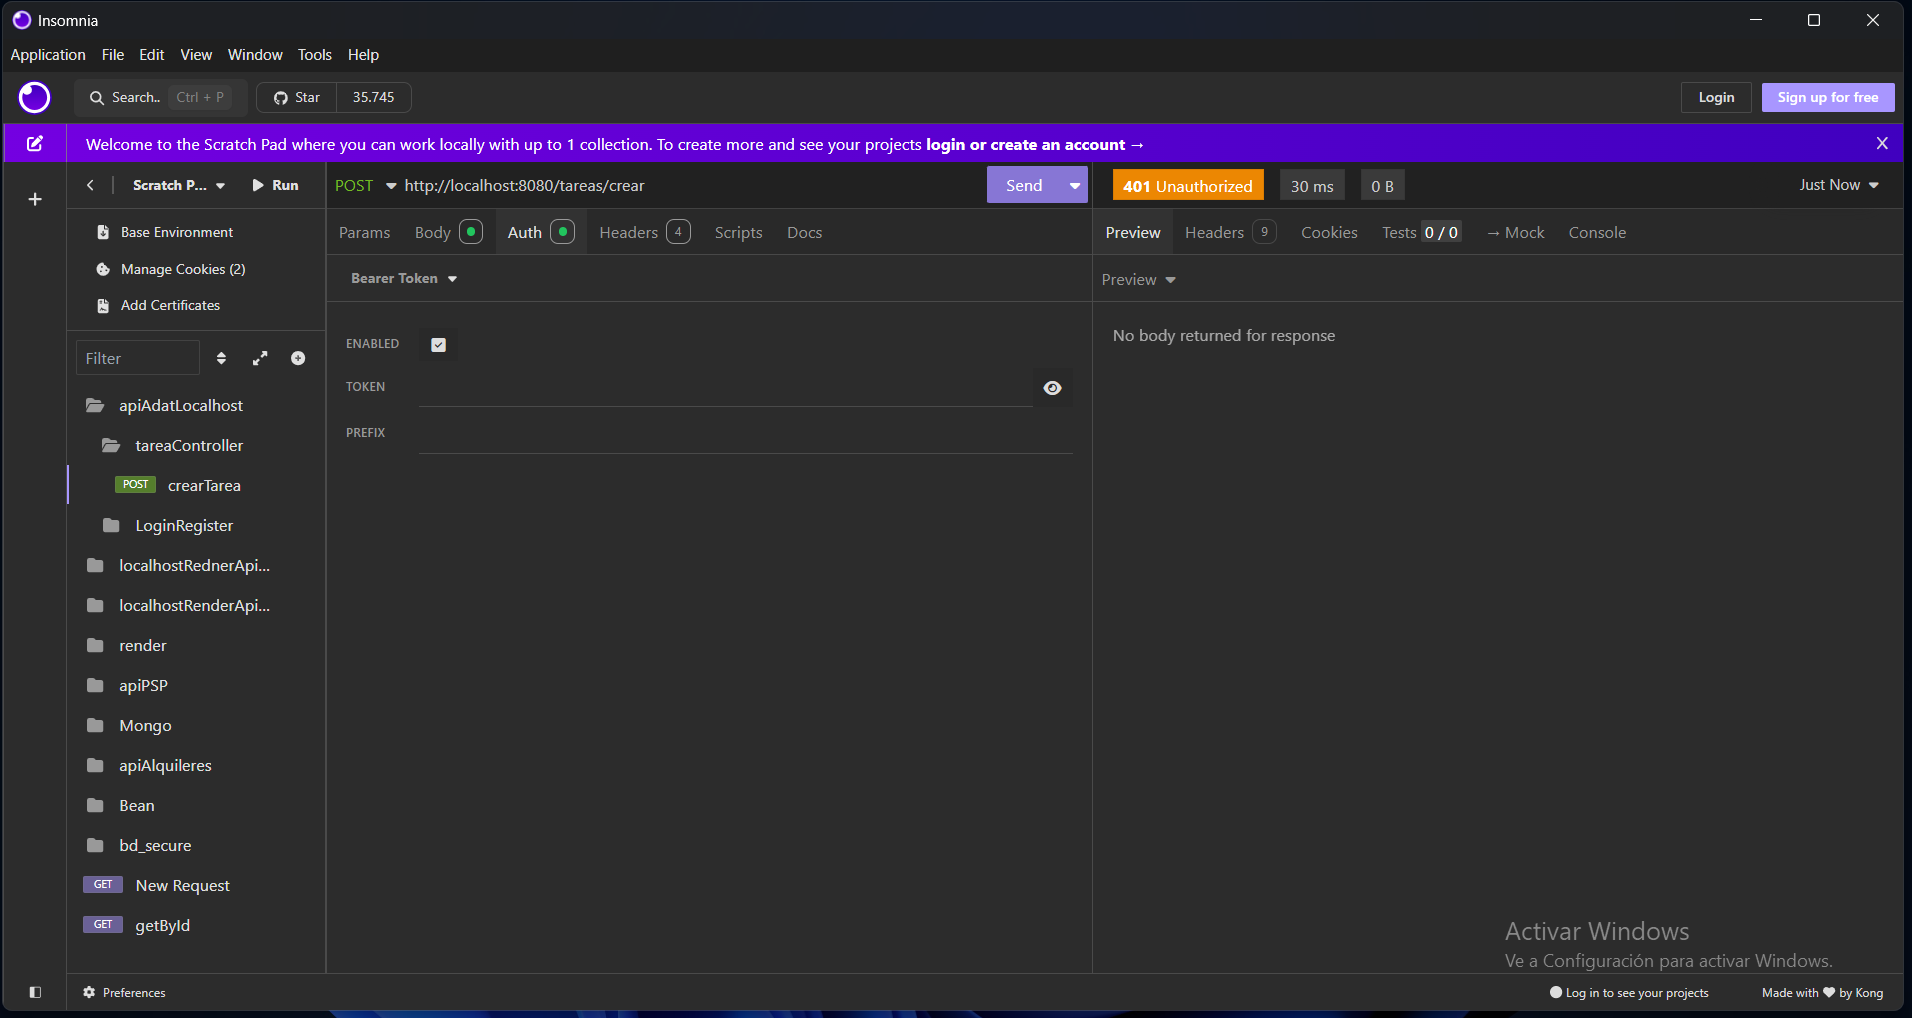 Insomnia
Application File Edit View Window Tools Help
Search.. Ctrl + P Star 35.745 Login Sign up for free
Welcome to the Scratch Pad where you can work locally with up to 1 collection. To create more and see your projects login or create an account →
Scratch P... Run
Base Environment
Manage Cookies (2)
Add Certificates
Filter
apiAdatLocalhost
tareaController
POST crearTarea
LoginRegister
localhostRednerApi...
localhostRenderApi...
render
apiPSP
Mongo
apiAlquileres
Bean
bd_secure
GET New Request
GET getById
POST http://localhost:8080/tareas/crear Send
Params Body Auth Headers 4 Scripts Docs
Bearer Token
ENABLED
TOKEN
PREFIX
401 Unauthorized 30 ms 0 B Just Now
Preview Headers 9 Cookies Tests 0 / 0 → Mock Console
Preview
No body returned for response
Activar Windows
Ve a Configuración para activar Windows.
Preferences Log in to see your projects Made with ♥ by Kong